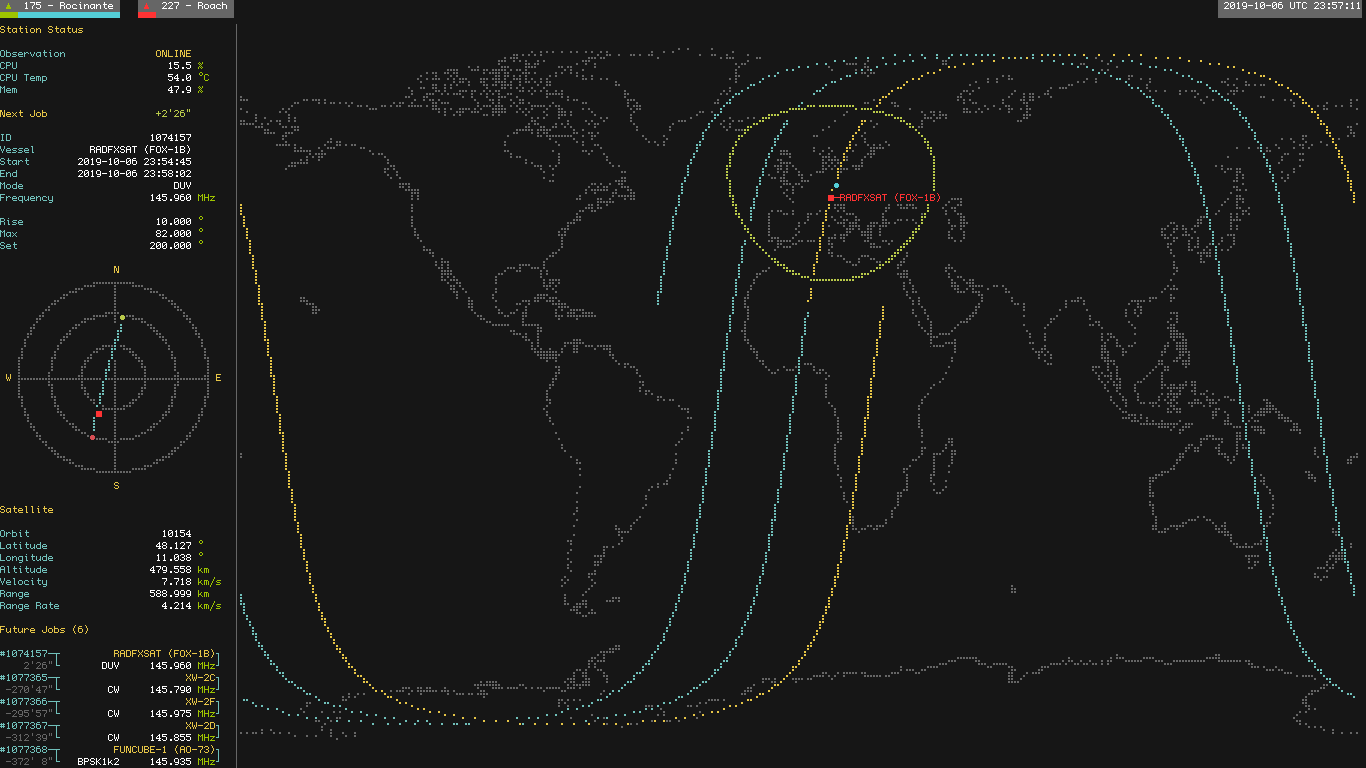 ▲ 175 - Rocinante ▲ 227 - Roach 2019-10-06 UTC 23:57:11
Station Status
Observation ONLINE
CPU 15.5 %
CPU Temp 54.0 °C
Mem 47.9 %
Next Job +2'26"
ID 1074157
Vessel RADFXSAT (FOX-1B)
Start 2019-10-06 23:54:45
End 2019-10-06 23:58:02
Mode DUV
Frequency 145.960 MHz
Rise 10.000 °
Max 82.000 °
Set 200.000 °
N
W E
S
Satellite
Orbit 10154
Latitude 48.127 °
Longitude 11.038 °
Altitude 479.558 km
Velocity 7.718 km/s
Range 588.999 km
Range Rate 4.214 km/s
Future Jobs (6)
#1074157 RADFXSAT (FOX-1B)
2'26" DUV 145.960 MHz
#1077365 XW-2C
-270'47" CW 145.790 MHz
#1077366 XW-2F
-295'57" CW 145.975 MHz
#1077367 XW-2D
-312'39" CW 145.855 MHz
#1077368 FUNCUBE-1 (AO-73)
-372' 8" BPSK1k2 145.935 MHz
RADFXSAT (FOX-1B)